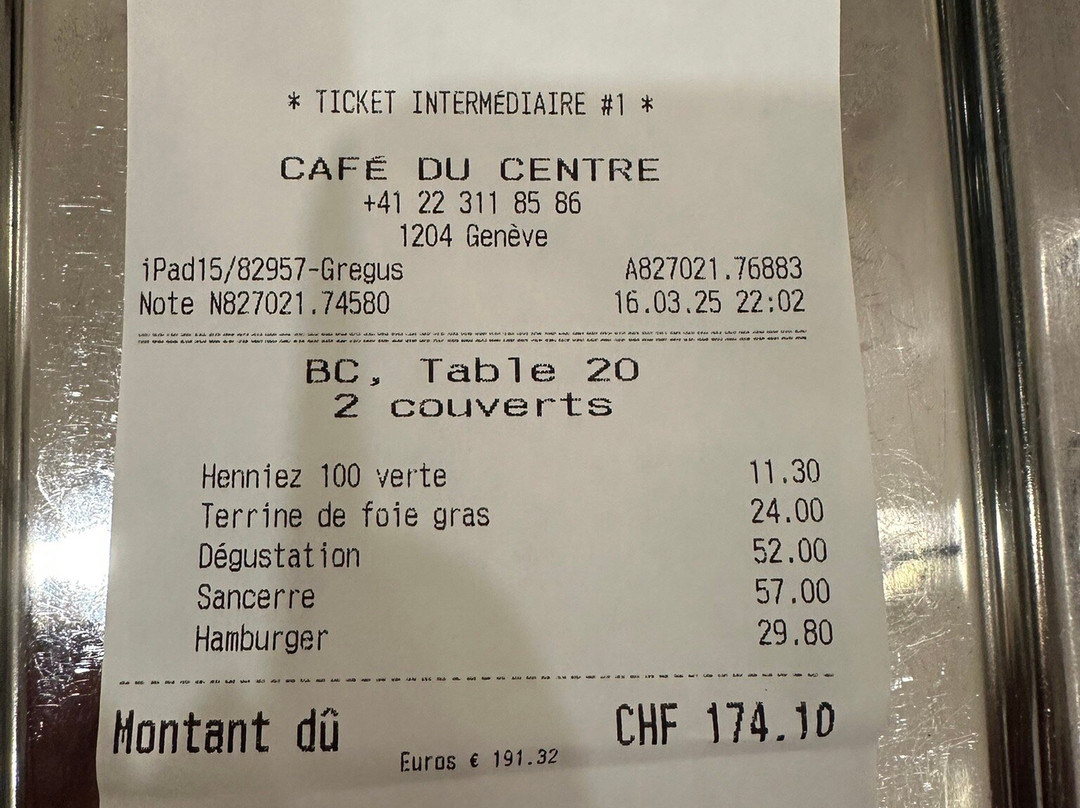 * TICKET INTERMÉDIAIRE #1 *
CAFÉ DU CENTRE
+41 22 311 85 86
1204 Genève
iPad15/82957-Gregus A827021.76883
Note N827021.74580 16.03.25 22:02
BC, Table 20
2 couverts
Henniez 100 verte 11.30
Terrine de foie gras 24.00
Dégustation 52.00
Sancerre 57.00
Hamburger 29.80
Montant dû CHF 174.10
Euros € 191.32